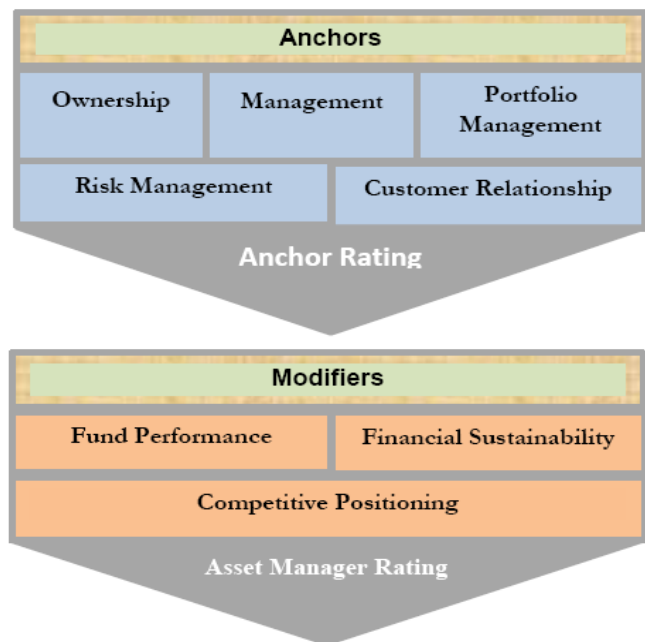 Anchors
Ownership
Management
Portfolio
Management
Risk Management
Customer Relationship
Anchor Rating
Modifiers
Fund Performance
Financial Sustainability
Competitive Positioning
Asset Manager Rating